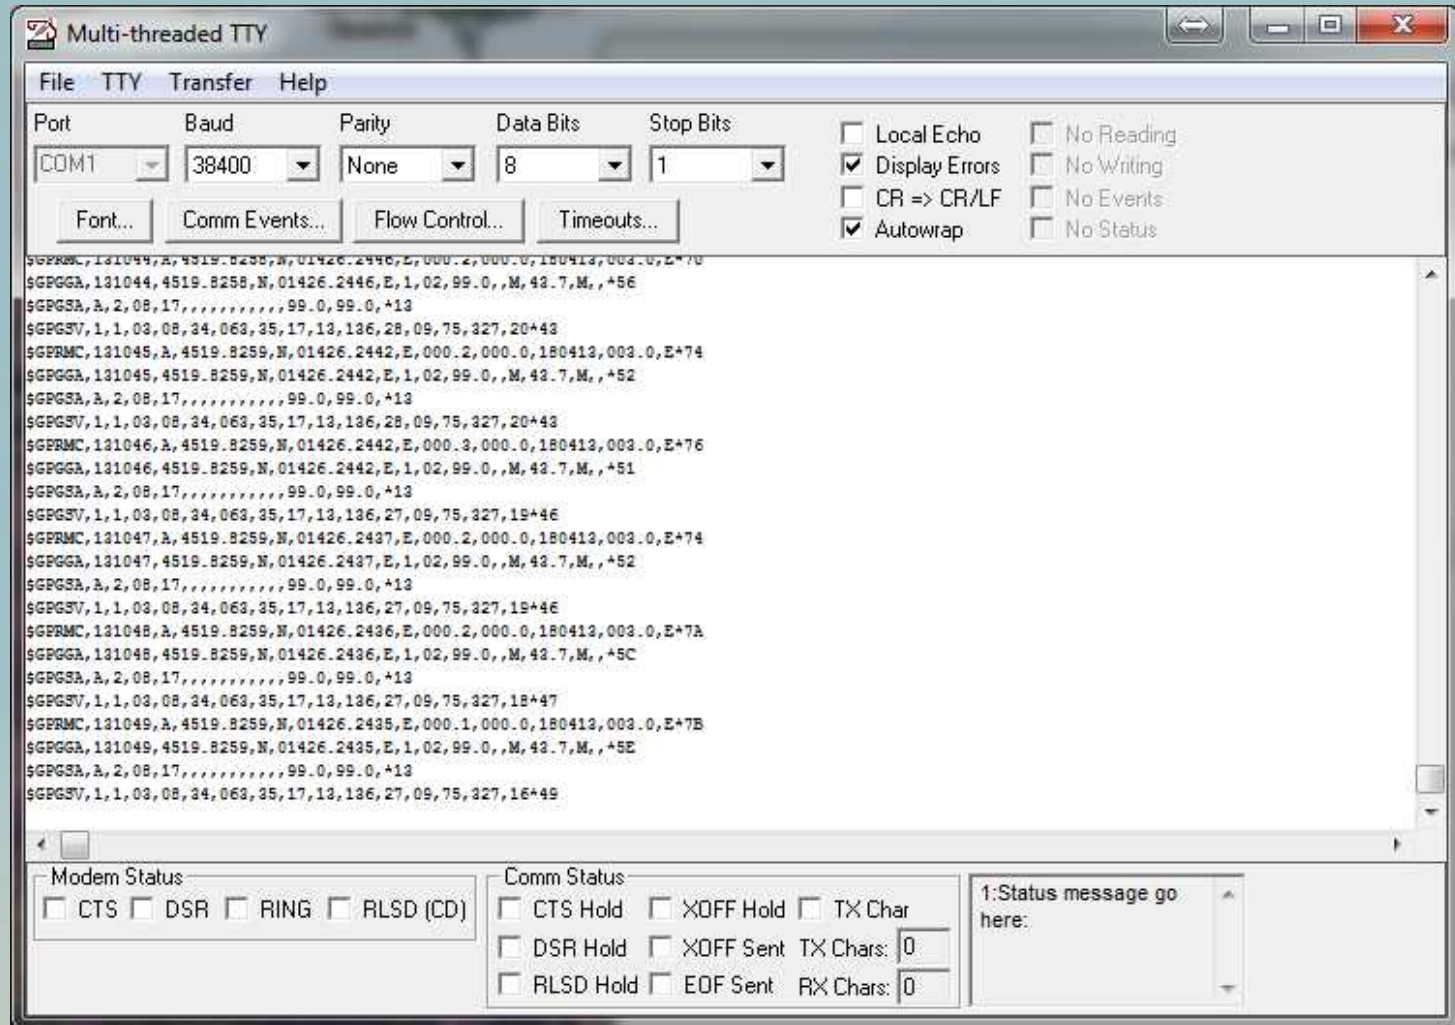 Multi-threaded TTY
File TTY Transfer Help
Port Baud Parity Data Bits Stop Bits
COM1 38400 None 8 1
Font... Comm Events... Flow Control... Timeouts...
Local Echo No Reading
Display Errors No Writing
CR => CR/LF No Events
Autowrap No Status
$GPRMC,131044,A,4519.8258,N,01426.2446,E,000.2,000.0,180413,003.0,E*70
$GPGGA,131044,4519.8258,N,01426.2446,E,1,02,99.0,,M,43.7,M,,*56
$GPGSA,A,2,08,17,,,,,,,,,,,99.0,99.0,*13
$GPGSV,1,1,03,08,34,063,35,17,13,136,28,09,75,327,20*43
$GPRMC,131045,A,4519.8259,N,01426.2442,E,000.2,000.0,180413,003.0,E*74
$GPGGA,131045,4519.8259,N,01426.2442,E,1,02,99.0,,M,43.7,M,,*52
$GPGSA,A,2,08,17,,,,,,,,,,,99.0,99.0,*13
$GPGSV,1,1,03,08,34,063,35,17,13,136,28,09,75,327,20*43
$GPRMC,131046,A,4519.8259,N,01426.2442,E,000.3,000.0,180413,003.0,E*76
$GPGGA,131046,4519.8259,N,01426.2442,E,1,02,99.0,,M,43.7,M,,*51
$GPGSA,A,2,08,17,,,,,,,,,,,99.0,99.0,*13
$GPGSV,1,1,03,08,34,063,35,17,13,136,27,09,75,327,19*46
$GPRMC,131047,A,4519.8259,N,01426.2437,E,000.2,000.0,180413,003.0,E*74
$GPGGA,131047,4519.8259,N,01426.2437,E,1,02,99.0,,M,43.7,M,,*52
$GPGSA,A,2,08,17,,,,,,,,,,,99.0,99.0,*13
$GPGSV,1,1,03,08,34,063,35,17,13,136,27,09,75,327,19*46
$GPRMC,131048,A,4519.8259,N,01426.2436,E,000.2,000.0,180413,003.0,E*7A
$GPGGA,131048,4519.8259,N,01426.2436,E,1,02,99.0,,M,43.7,M,,*5C
$GPGSA,A,2,08,17,,,,,,,,,,,99.0,99.0,*13
$GPGSV,1,1,03,08,34,063,35,17,13,136,27,09,75,327,18*47
$GPRMC,131049,A,4519.8259,N,01426.2435,E,000.1,000.0,180413,003.0,E*7B
$GPGGA,131049,4519.8259,N,01426.2435,E,1,02,99.0,,M,43.7,M,,*5E
$GPGSA,A,2,08,17,,,,,,,,,,,99.0,99.0,*13
$GPGSV,1,1,03,08,34,063,35,17,13,136,27,09,75,327,16*49
Modem Status
CTS DSR RING RLSD (CD)
Comm Status
CTS Hold XOFF Hold TX Char
DSR Hold XOFF Sent TX Chars: 0
RLSD Hold EOF Sent RX Chars: 0
1:Status message go
here: